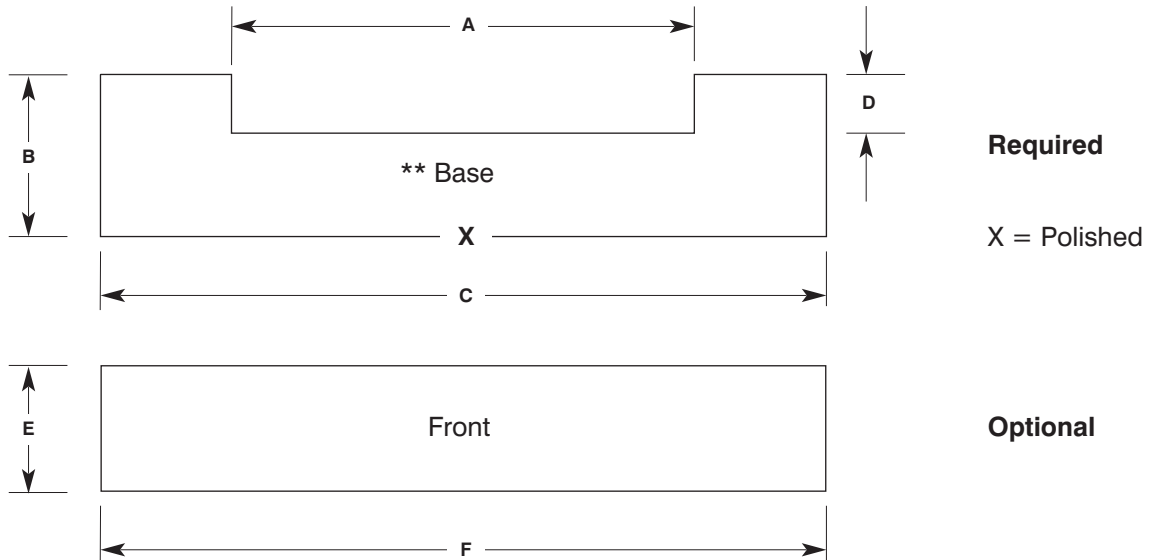 A
B
D
Required
** Base
X
X = Polished
C
E
Front
Optional
F